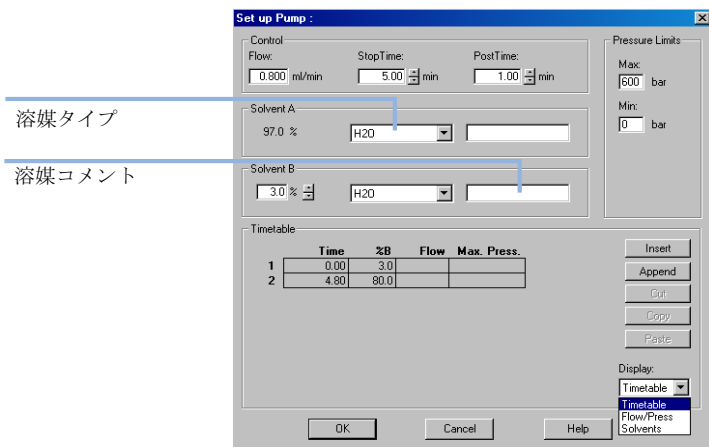 Set up Pump :
Control
Flow: StopTime: PostTime:
0.800 ml/min 5.00 min 1.00 min
Pressure Limits
Max:
600 bar
Min:
0 bar
溶媒タイプ
Solvent A
97.0 % H2O
溶媒コメント
Solvent B
3.0 % H2O
Timetable
Time %B Flow Max. Press.
1 0.00 3.0
2 4.80 80.0
Insert
Append
Cut
Copy
Paste
Display:
Timetable
Timetable
Flow/Press
Solvents
OK Cancel Help